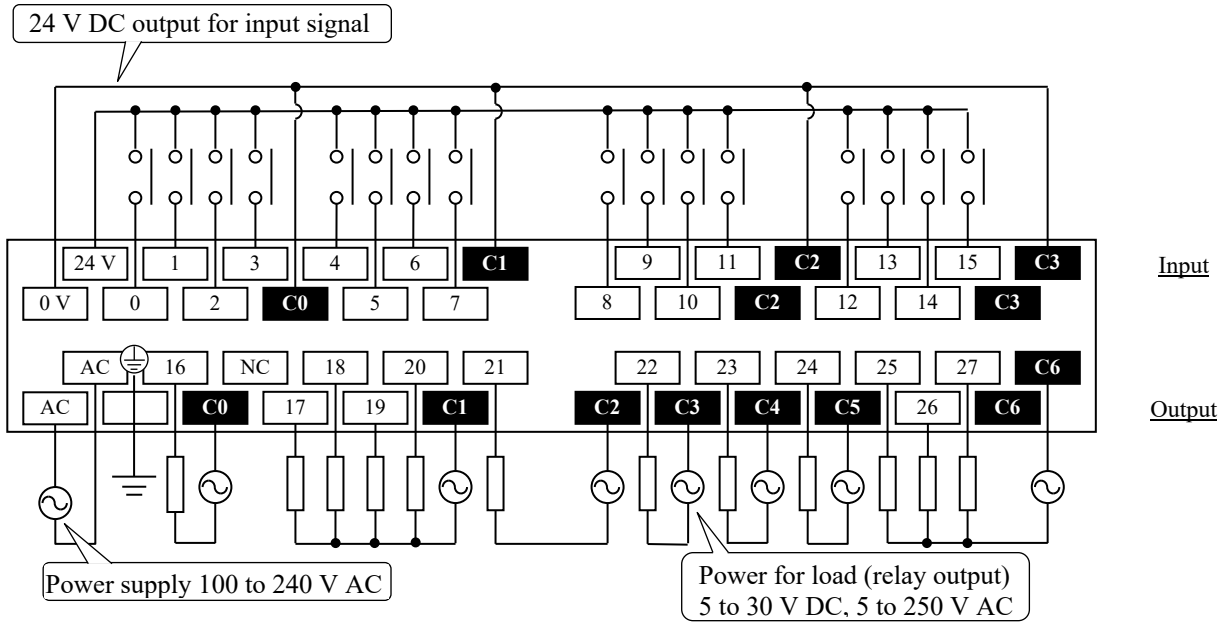 24 V DC output for input signal
24 V 1 3 4 6 C1 9 11 C2 13 15 C3
Input
0 V 0 2 C0 5 7 8 10 C2 12 14 C3
AC 16 NC 18 20 21 22 23 24 25 27 C6
AC C0 17 19 C1 C2 C3 C4 C5 26 C6
Output
Power supply 100 to 240 V AC
Power for load (relay output)
5 to 30 V DC, 5 to 250 V AC